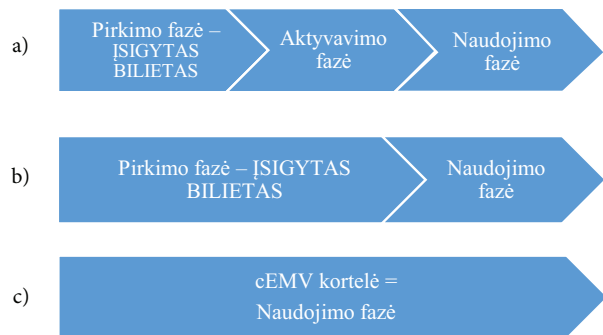 a)
Pirkimo fazė –
ĮSIGYTAS
BILIETAS
Aktyvavimo
fazė
Naudojimo
fazė
b)
Pirkimo fazė – ĮSIGYTAS
BILIETAS
Naudojimo
fazė
c)
cEMV kortelė =
Naudojimo fazė